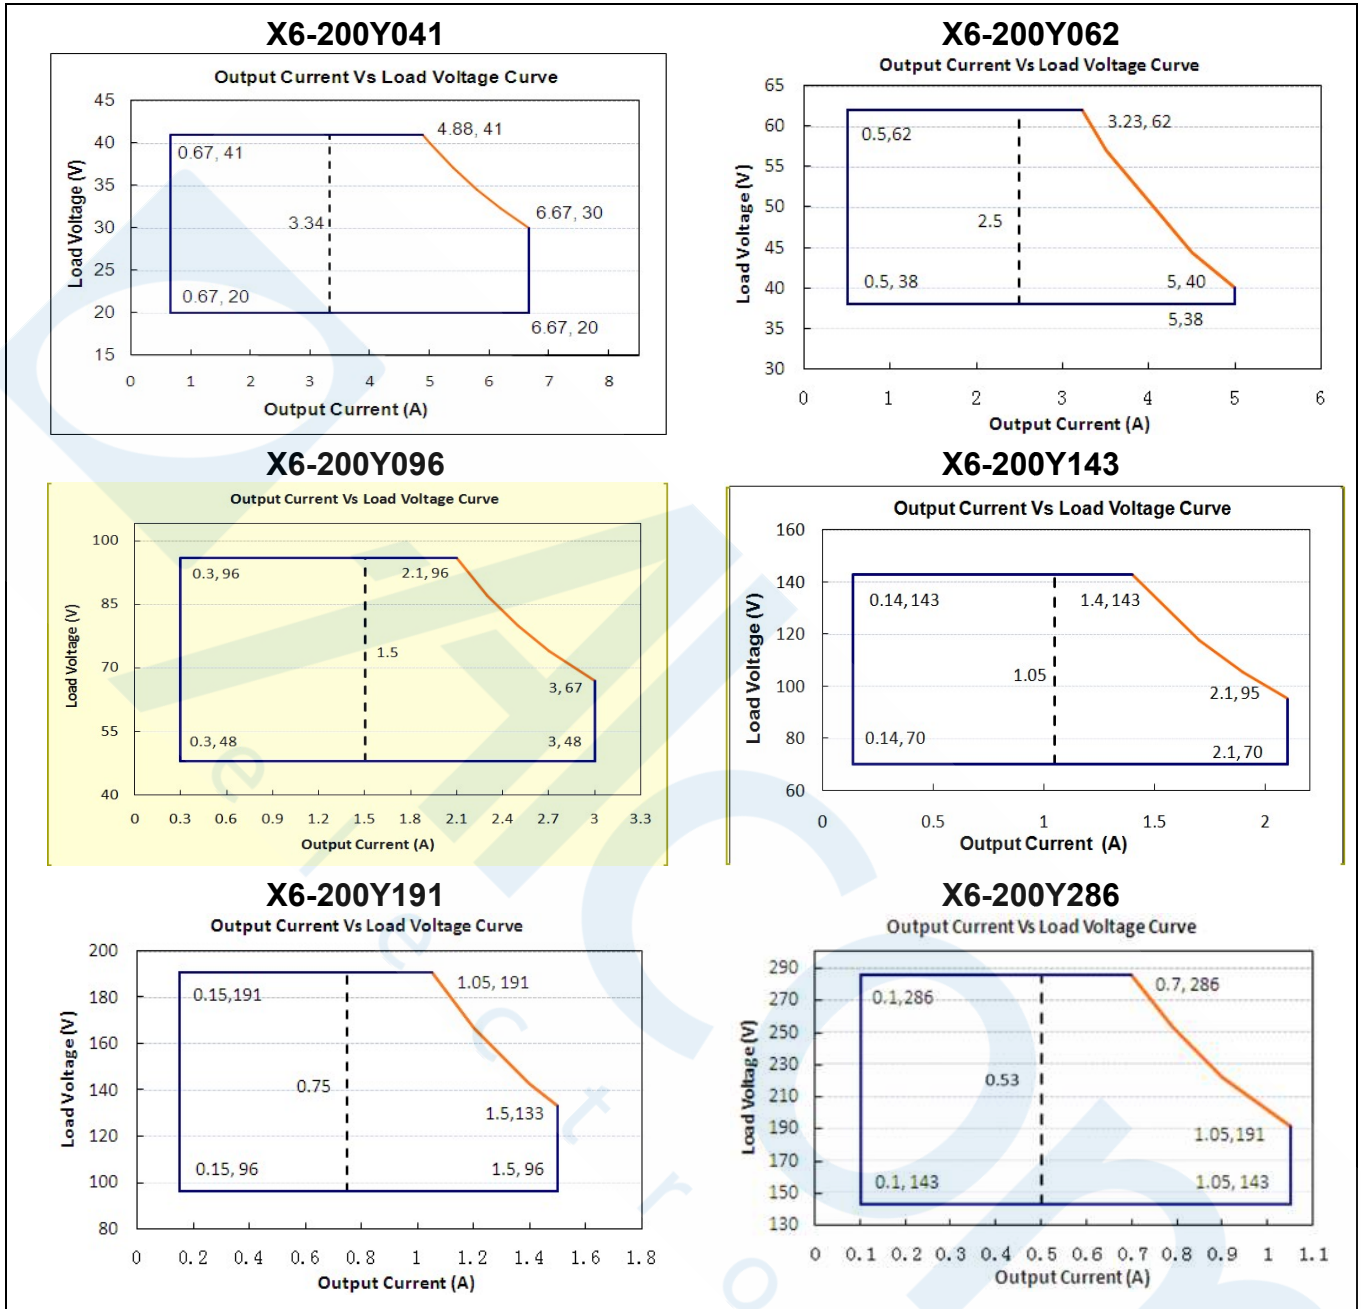 X6-200Y041
Output Current Vs Load Voltage Curve
45
40
35
30
25
20
15
Load Voltage (V)
0.67, 41
4.88, 41
3.34
6.67, 30
0.67, 20
6.67, 20
0 1 2 3 4 5 6 7 8
Output Current (A)
X6-200Y062
Output Current Vs Load Voltage Curve
65
60
55
50
45
40
35
30
Load Voltage (V)
0.5,62
3.23, 62
2.5
0.5, 38
5, 40
5,38
0 1 2 3 4 5 6
Output Current (A)
X6-200Y096
Output Current Vs Load Voltage Curve
100
85
70
55
40
Load Voltage (V)
0.3, 96
2.1, 96
1.5
3, 67
0.3, 48
3, 48
0 0.3 0.6 0.9 1.2 1.5 1.8 2.1 2.4 2.7 3 3.3
Output Current (A)
X6-200Y143
Output Current Vs Load Voltage Curve
160
140
120
100
80
60
Load Voltage (V)
0.14, 143
1.4, 143
1.05
2.1, 95
0.14, 70
2.1, 70
0 0.5 1 1.5 2
Output Current (A)
X6-200Y191
Output Current Vs Load Voltage Curve
200
180
160
140
120
100
80
Load Voltage (V)
0.15,191
1.05, 191
0.75
1.5,133
0.15, 96
1.5, 96
0 0.2 0.4 0.6 0.8 1 1.2 1.4 1.6 1.8
Output Current (A)
X6-200Y286
Output Current Vs Load Voltage Curve
290
270
250
230
210
190
170
150
130
Load Voltage (V)
0.1,286
0.7, 286
0.53
1.05,191
0.1, 143
1.05, 143
0 0.1 0.2 0.3 0.4 0.5 0.6 0.7 0.8 0.9 1 1.1
Output Current (A)